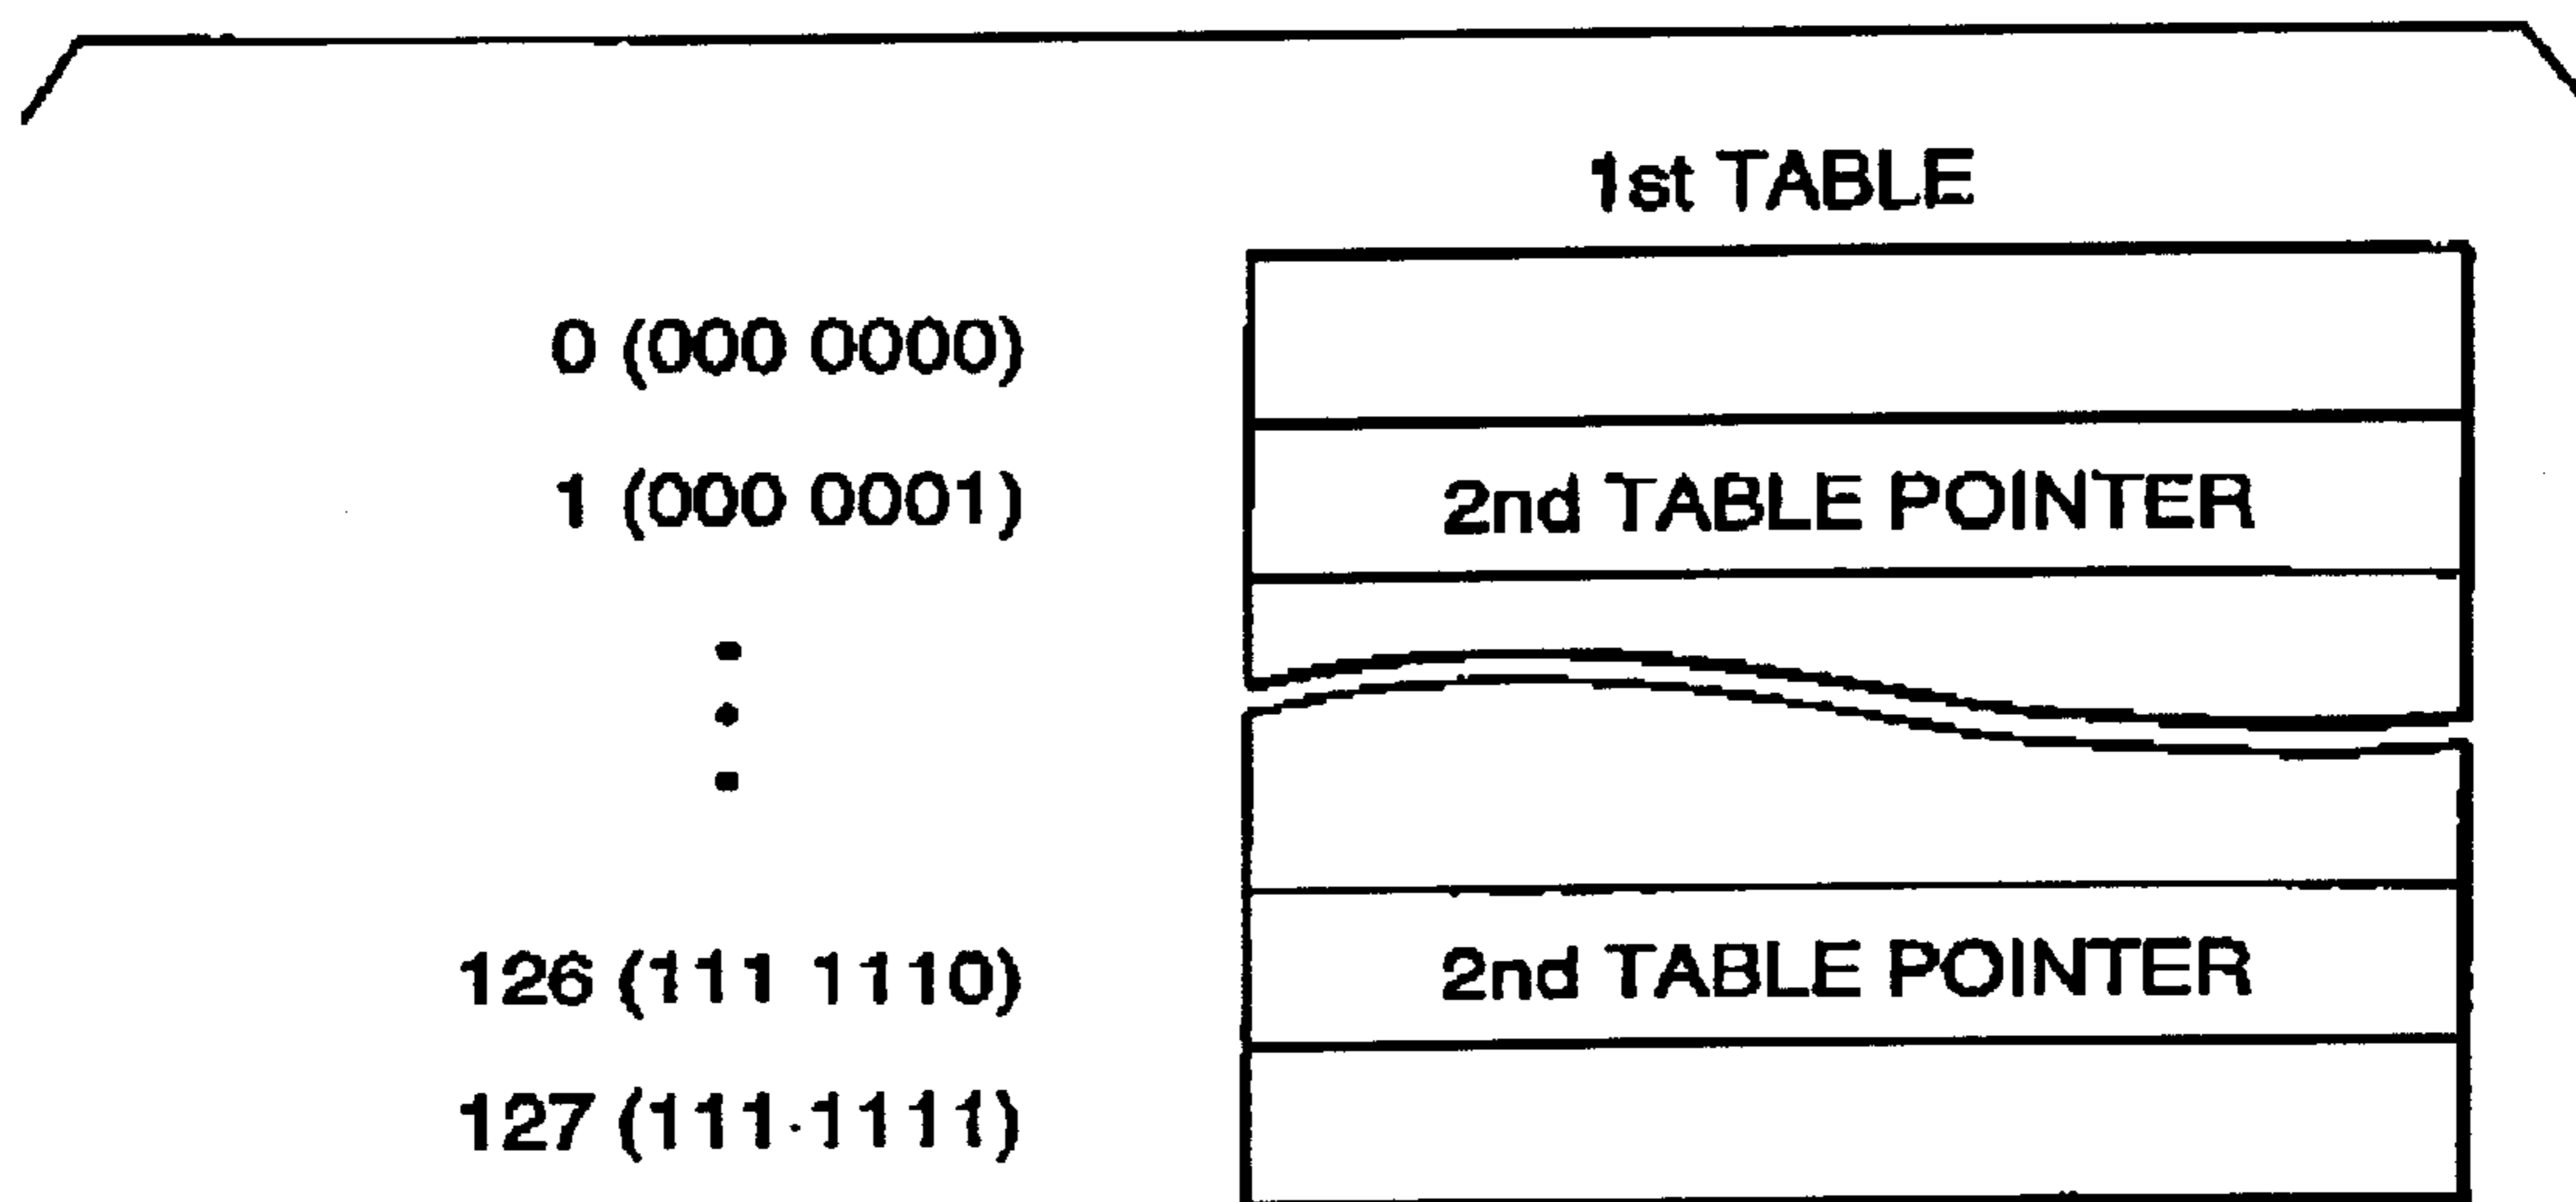 1st TABLE
0 (000 0000)
1 (000 0001) 2nd TABLE POINTER
126 (111 1110) 2nd TABLE POINTER
127 (111 1111)